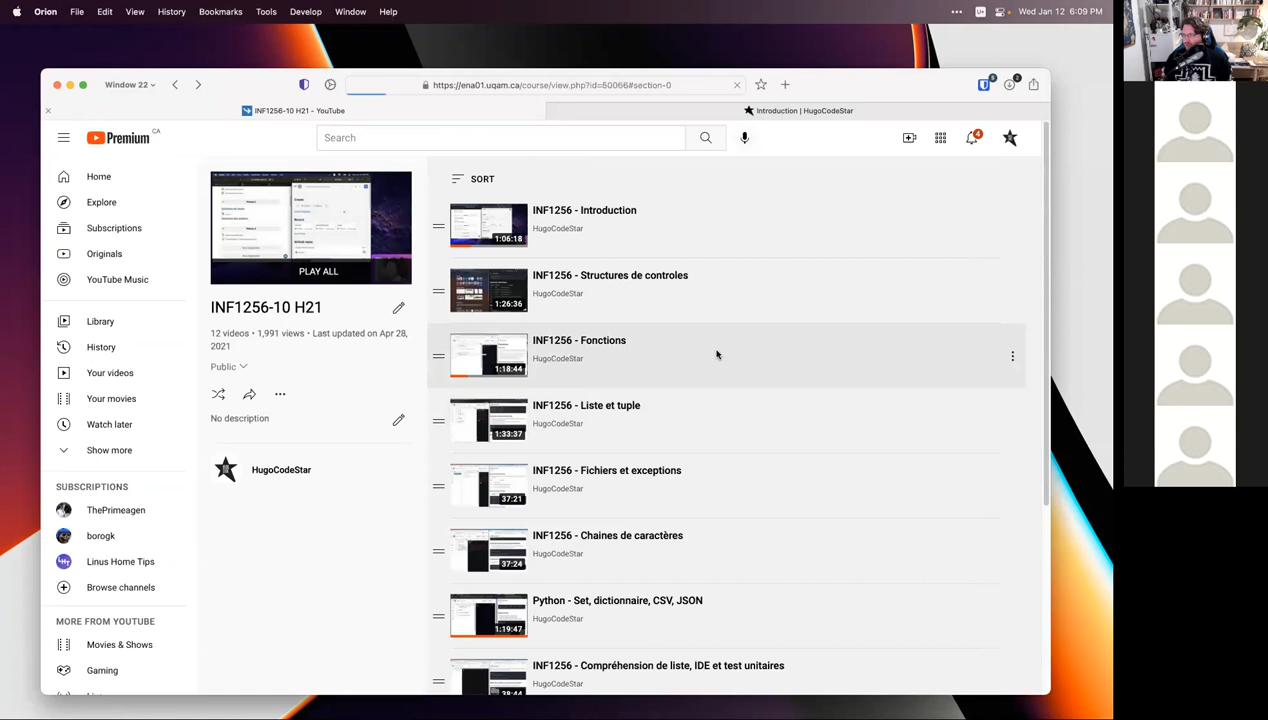 Orion File Edit View History Bookmarks Tools Develop Window Help
Wed Jan 12 6:09 PM
Window 22
https://ena01.uqam.ca/course/view.php?id=50066#section-0
INF1256-10 H21 - YouTube
Introduction | HugoCodeStar
Premium CA
Search
4
Home
Explore
Subscriptions
Originals
YouTube Music
Library
History
Your videos
Your movies
Watch later
Show more
SUBSCRIPTIONS
ThePrimeagen
borogk
Linus Home Tips
Browse channels
MORE FROM YOUTUBE
Movies & Shows
Gaming
PLAY ALL
INF1256-10 H21
12 videos • 1,991 views • Last updated on Apr 28,
2021
Public
No description
HugoCodeStar
SORT
INF1256 - Introduction
HugoCodeStar
1:06:18
INF1256 - Structures de controles
HugoCodeStar
1:26:36
INF1256 - Fonctions
HugoCodeStar
1:18:44
INF1256 - Liste et tuple
HugoCodeStar
1:33:37
INF1256 - Fichiers et exceptions
HugoCodeStar
37:21
INF1256 - Chaines de caractères
HugoCodeStar
37:24
Python - Set, dictionnaire, CSV, JSON
HugoCodeStar
1:19:47
INF1256 - Compréhension de liste, IDE et test unitaires
HugoCodeStar
38:44